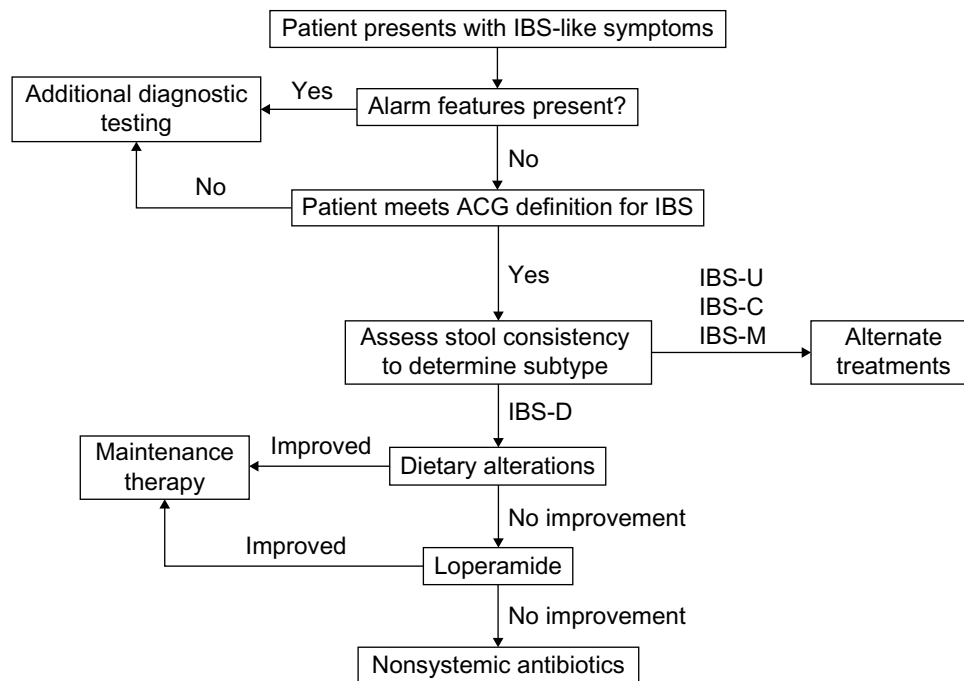 Patient presents with IBS-like symptoms
Yes
Additional diagnostic
testing
Alarm features present?
No
No
Patient meets ACG definition for IBS
Yes
IBS-U
IBS-C
IBS-M
Assess stool consistency
to determine subtype
Alternate
treatments
IBS-D
Improved
Maintenance
therapy
Dietary alterations
No improvement
Improved
Loperamide
No improvement
Nonsystemic antibiotics